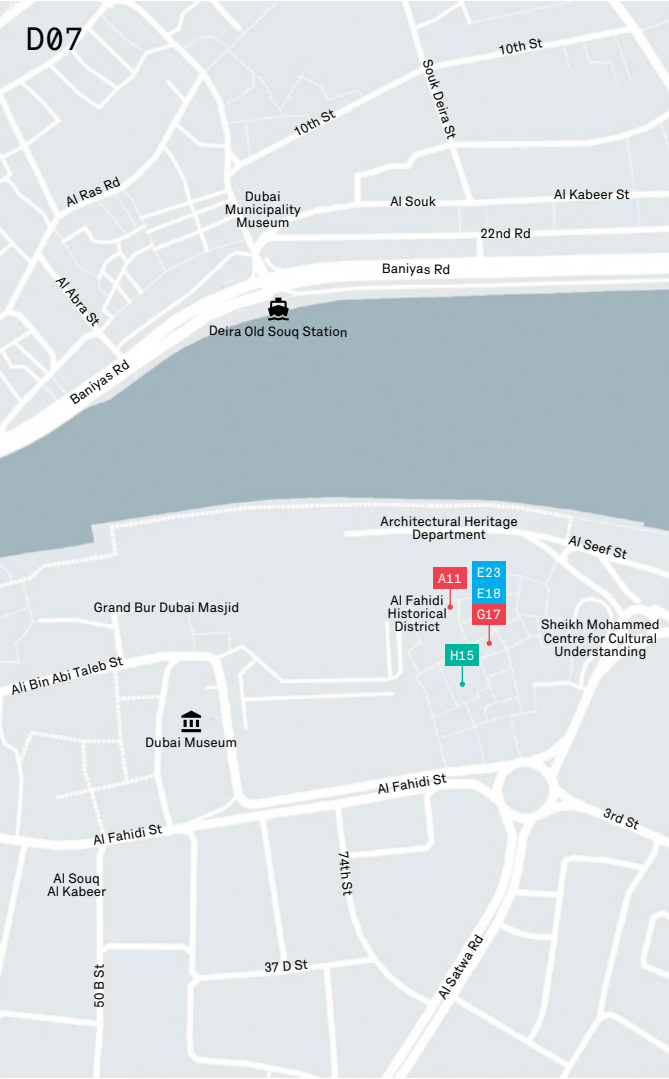 D07
10th St
Souk Deira St
10th St
Al Ras Rd
Dubai
Municipality
Museum
Al Souk
Al Kabeer St
22nd Rd
Baniyas Rd
Al Abra St
Deira Old Souq Station
Baniyas Rd
Architectural Heritage
Department
Al Seef St
A11
E23
E18
G17
Al Fahidi
Historical
District
Grand Bur Dubai Masjid
Sheikh Mohammed
Centre for Cultural
Understanding
H15
Ali Bin Abi Taleb St
Dubai Museum
Al Fahidi St
3rd St
Al Fahidi St
74th St
Al Souq
Al Kabeer
37 D St
Al Satwa Rd
50 B St